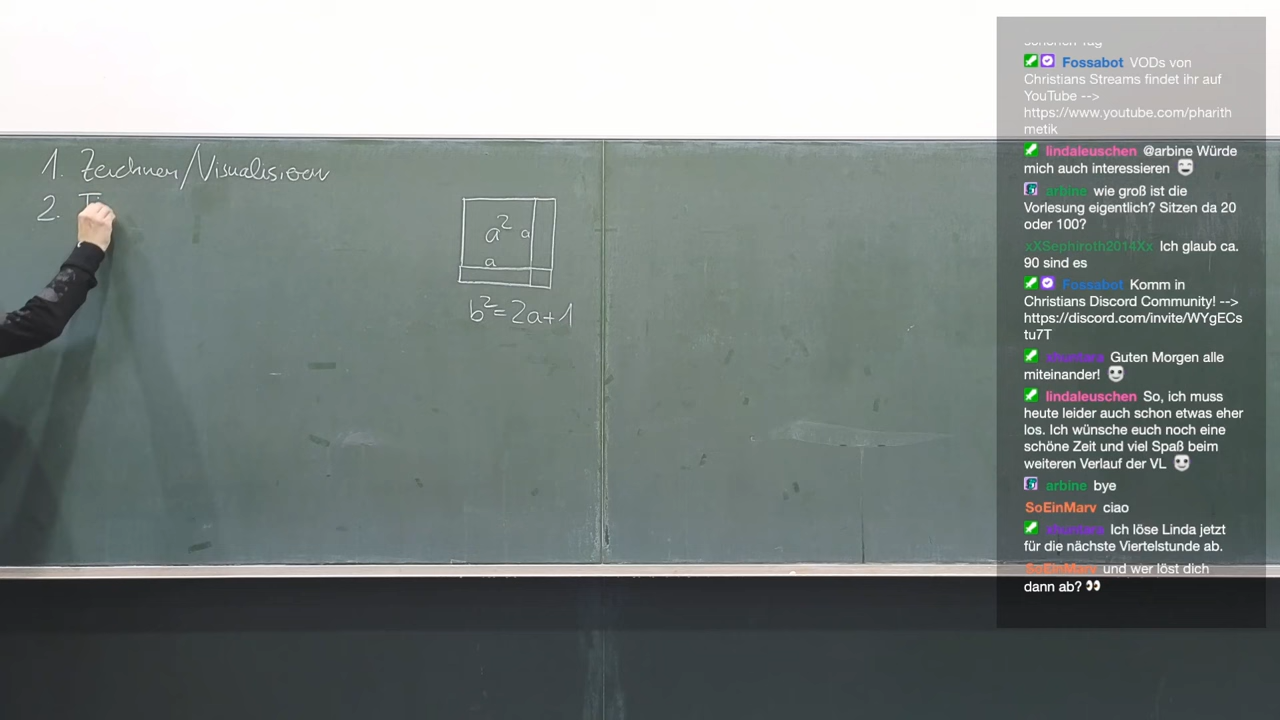 1. Zeichnen/Visualisieren
2.
a² a
a
b²=2a+1
schönen Tag
Fossabot VODs von
Christians Streams findet ihr auf
YouTube -->
https://www.youtube.com/pharith
metik
lindaleuschen @arbine Würde
mich auch interessieren
arbine wie groß ist die
Vorlesung eigentlich? Sitzen da 20
oder 100?
xXSephiroth2014Xx Ich glaub ca.
90 sind es
Fossabot Komm in
Christians Discord Community! -->
https://discord.com/invite/WYgECs
tu7T
Guten Morgen alle
miteinander!
lindaleuschen So, ich muss
heute leider auch schon etwas eher
los. Ich wünsche euch noch eine
schöne Zeit und viel Spaß beim
weiteren Verlauf der VL
arbine bye
SoEinMarv ciao
Ich löse Linda jetzt
für die nächste Viertelstunde ab.
SoEinMarv und wer löst dich
dann ab?